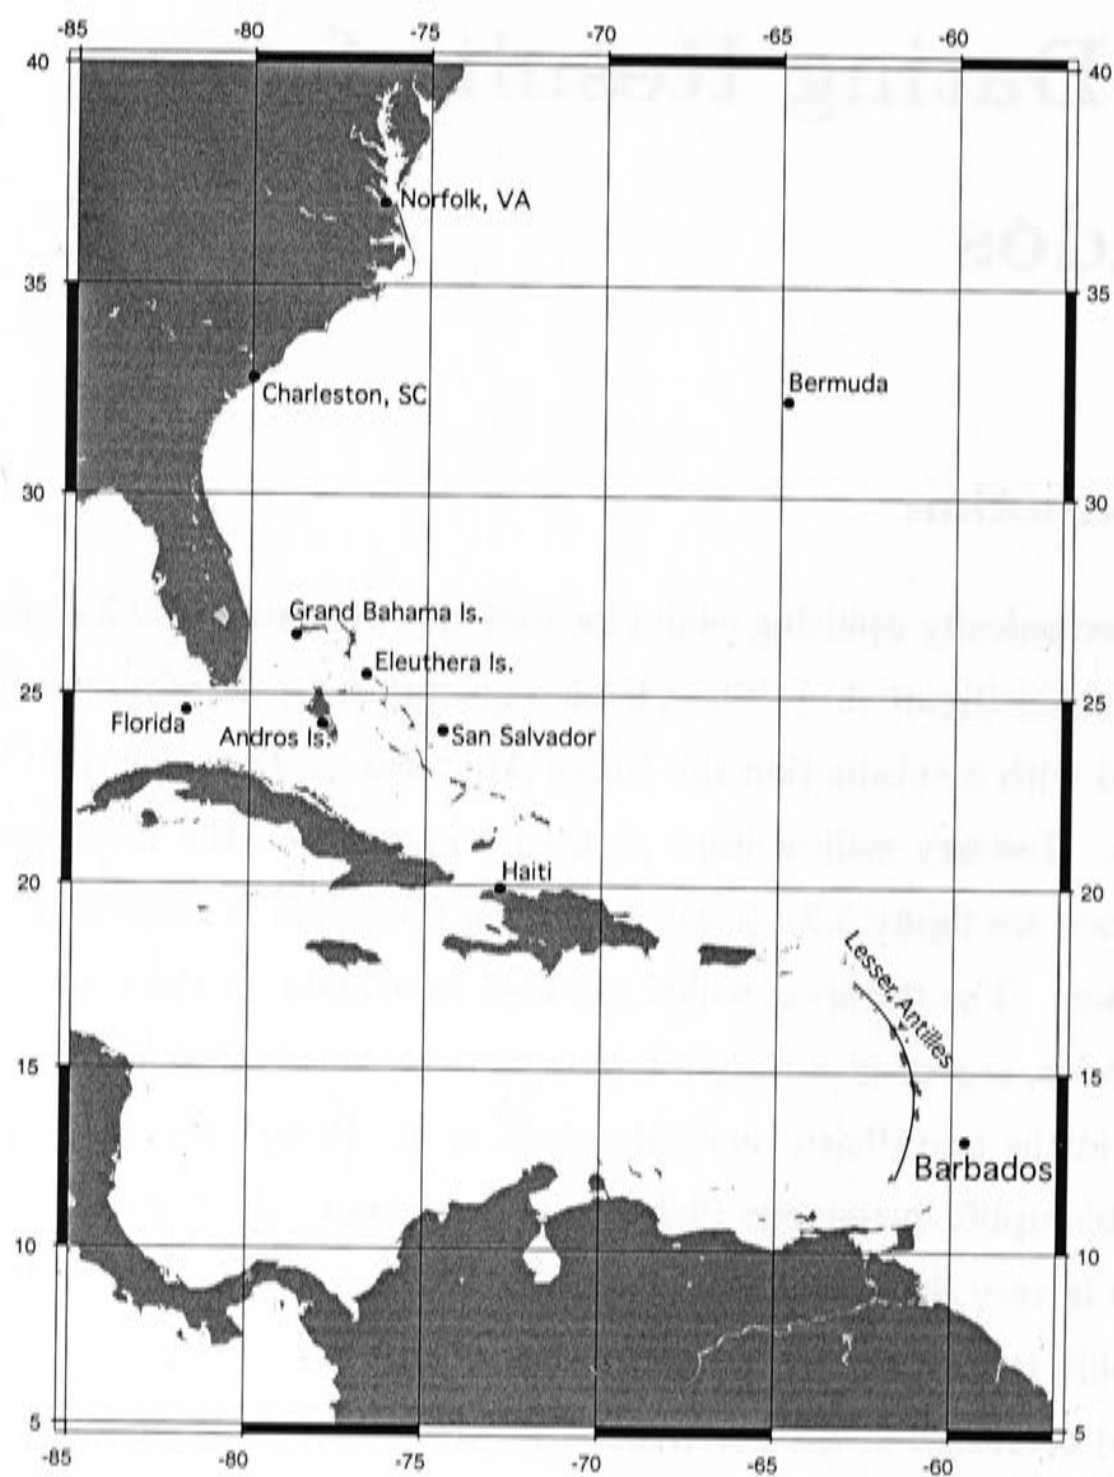 -85 -80 -75 -70 -65 -60
40 40
Norfolk, VA
35 35
Bermuda
Charleston, SC
30 30
Grand Bahama Is.
Eleuthera Is.
25 25
Florida
Andros Is.
San Salvador
Haiti
20 20
Lesser Antilles
15 15
Barbados
10 10
5 5
-85 -80 -75 -70 -65 -60